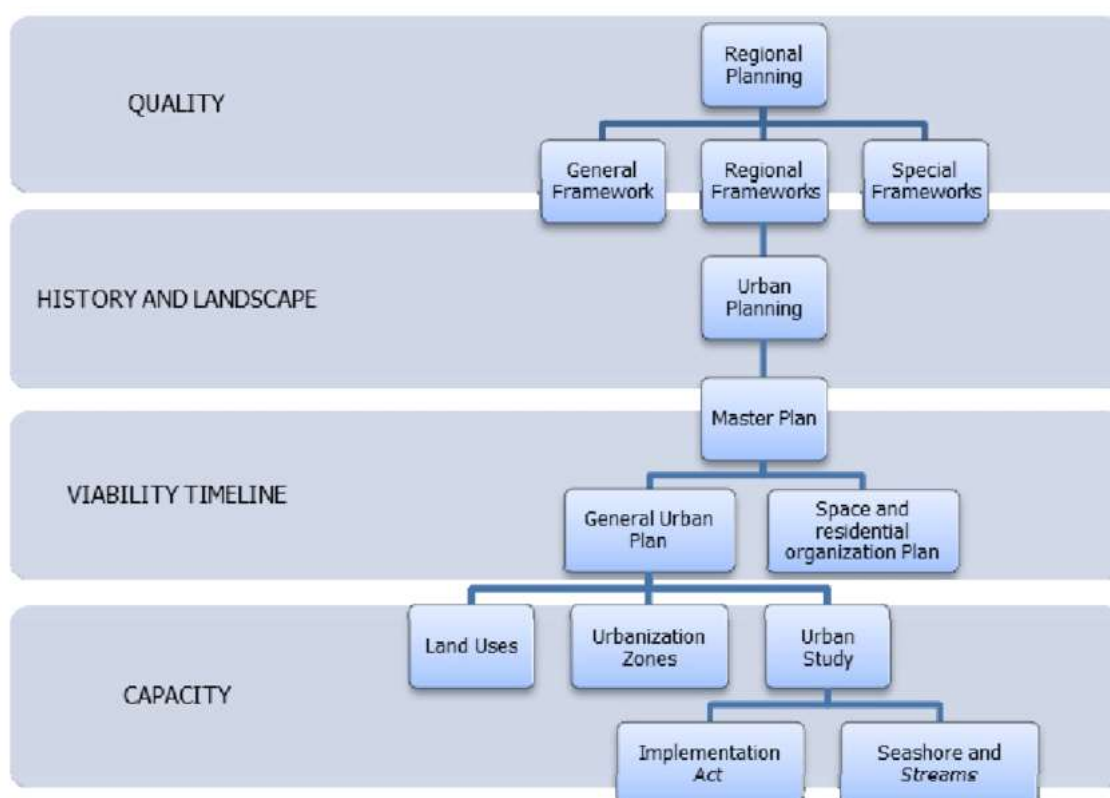 Regional
Planning
QUALITY
General
Framework
Regional
Frameworks
Special
Frameworks
HISTORY AND LANDSCAPE
Urban
Planning
Master Plan
VIABILITY TIMELINE
General Urban
Plan
Space and
residential
organization Plan
Land Uses
Urbanization
Zones
Urban
Study
CAPACITY
Implementation
Act
Seashore and
Streams